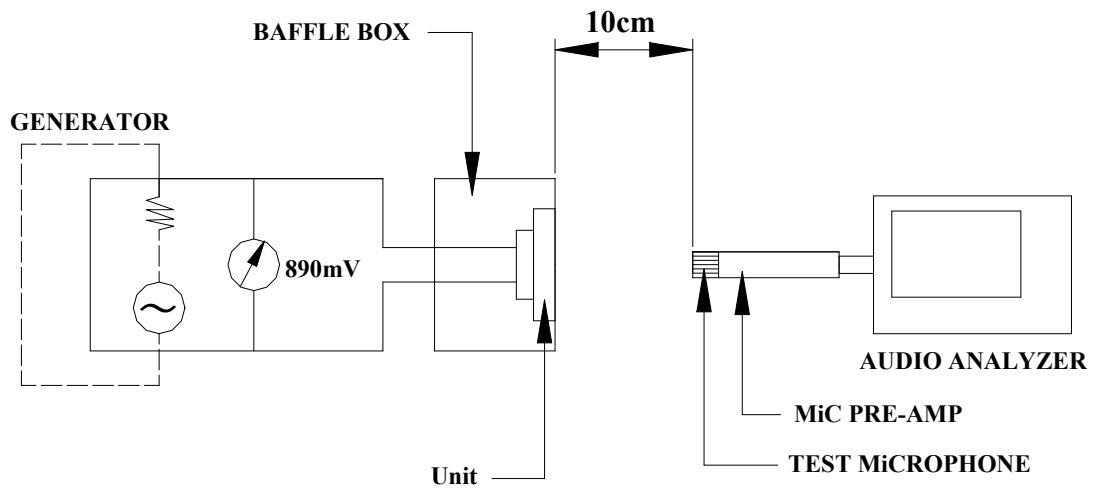 10cm
BAFFLE BOX
GENERATOR
890mV
AUDIO ANALYZER
MiC PRE-AMP
TEST MiCROPHONE
Unit